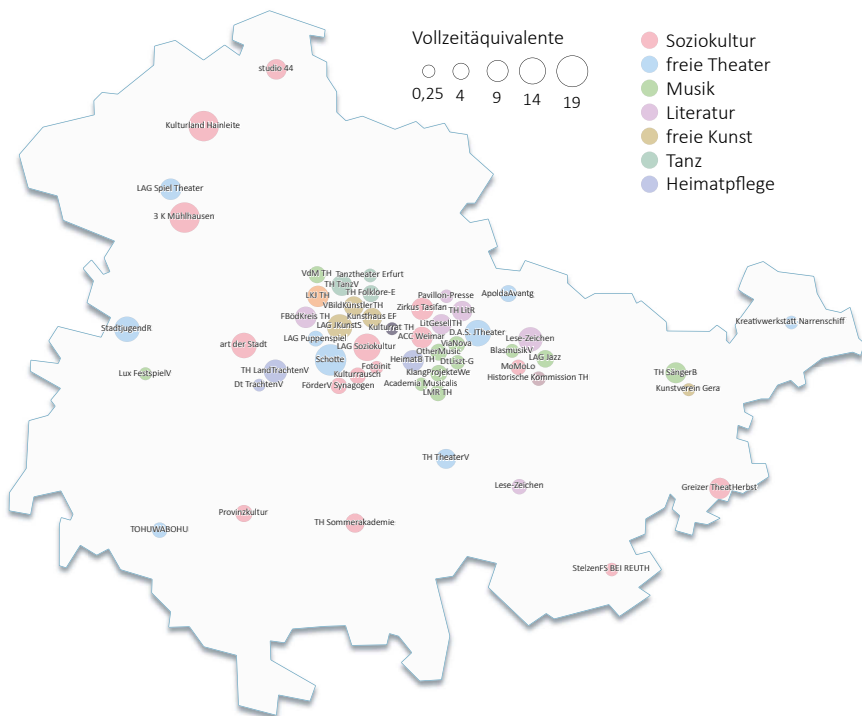 Vollzeitäquivalente
0,25
4
9
14
19
Soziokultur
freie Theater
Musik
Literatur
freie Kunst
Tanz
Heimatpflege
studio 44
Kulturland Hainleite
LAG Spiel Theater
3 K Mühlhausen
VdM TH
Tanztheater Erfurt
TH TanzV
LKJ TH
TH Folklore-E
VBildKünstlerTH
FBödKreis TH
Kunsthaus EF
LAG JKunstS
Kulturrat TH
LAG Puppenspiel
LAG Soziokultur
Schotte
Fotoinit
Kulturrausch
FörderV Synagogen
Pavillon-Presse
Zirkus Tasifan
TH LitR
LitGesellTH
ACC Weimar
D.A.S. JTheater
ViaNova
OtherMusic
HeimatB TH
DtLiszt-G
KlangProjekteWe
Academia Musicalis
LMR TH
ApoldaAvantg
Lese-Zeichen
BlasmusikV
LAG Jazz
MoMoLo
Historische Kommission TH
Kreativwerkstatt Narrenschiff
StadtjugendR
art der Stadt
Lux FestspielV
TH LandTrachtenV
Dt TrachtenV
TH SängerB
Kunstverein Gera
TH TheaterV
Lese-Zeichen
Greizer TheatHerbst
Provinzkultur
TH Sommerakademie
TOHUWABOHU
StelzenFS BEI REUTH